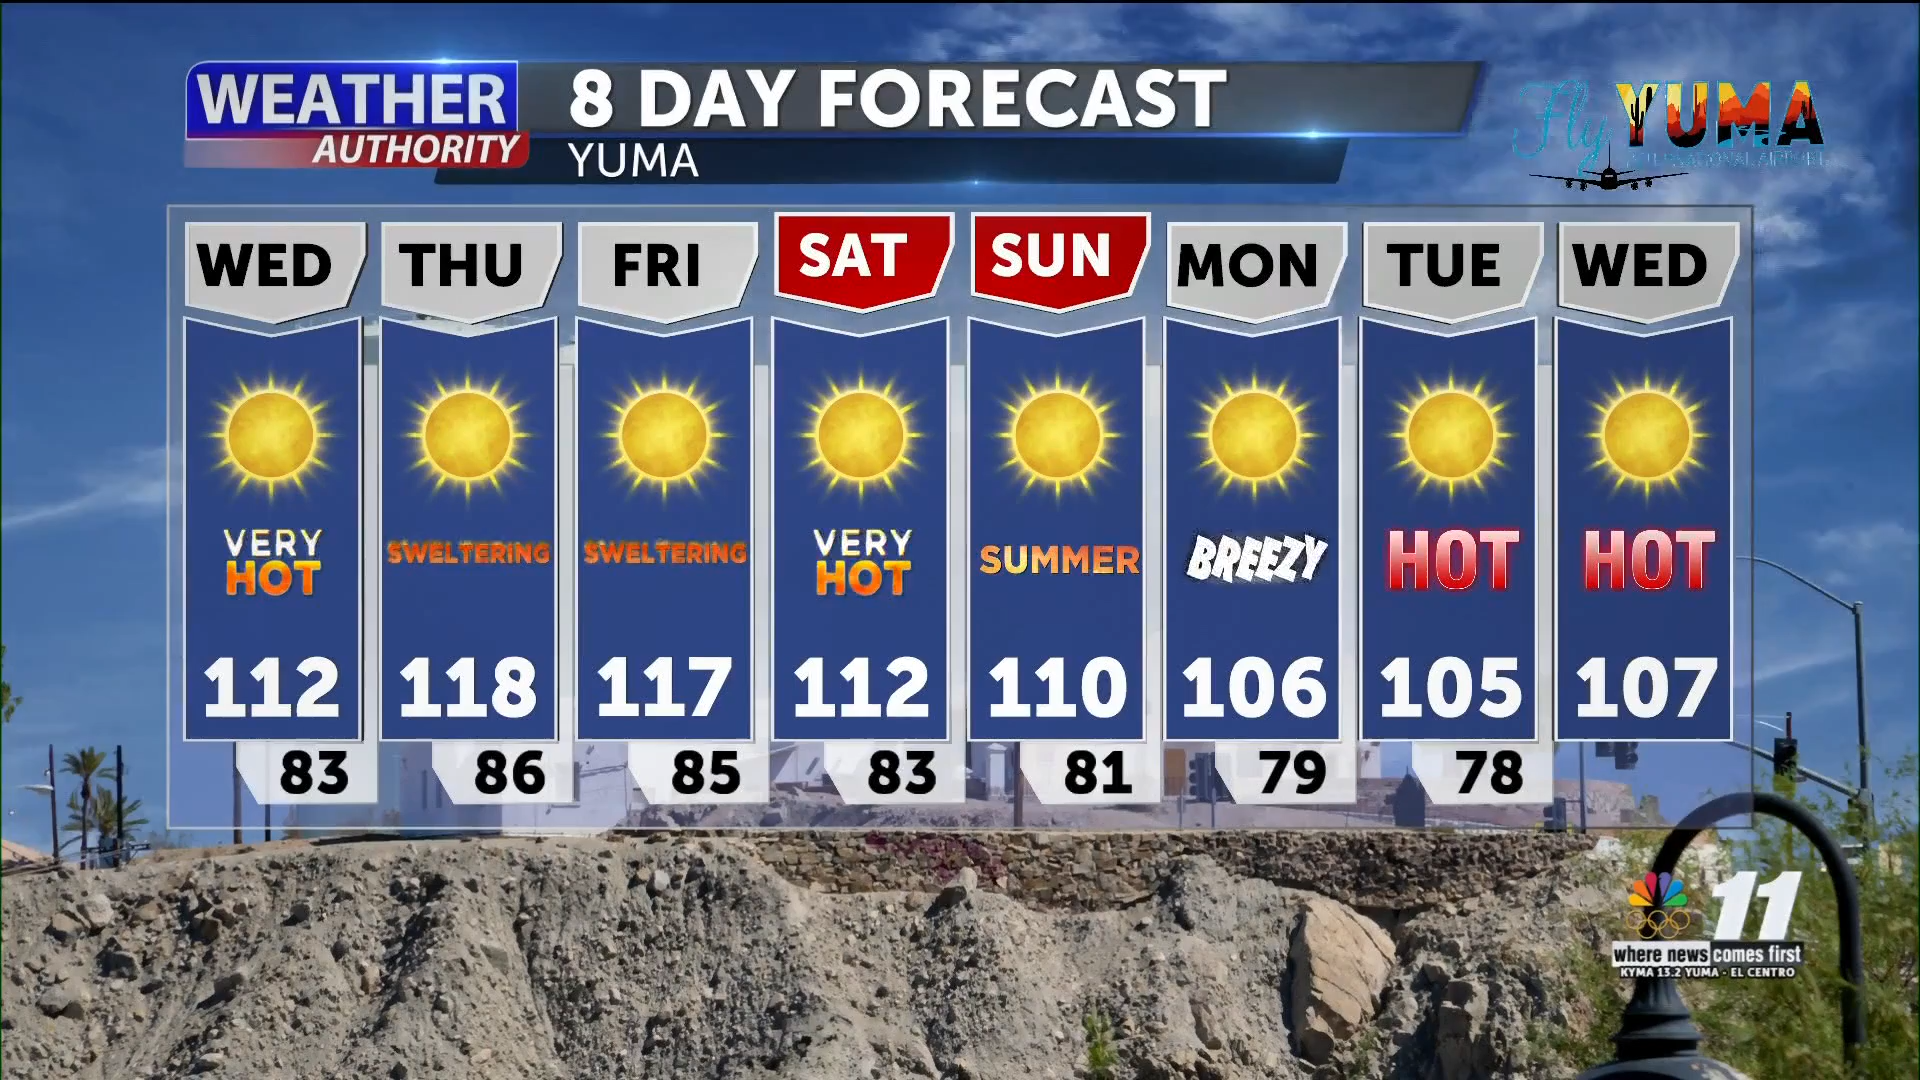 WEATHER
AUTHORITY
8 DAY FORECAST
YUMA
Fly YUMA
INTERNATIONAL AIRPORT
WED THU FRI SAT SUN MON TUE WED
VERY HOT SWELTERING SWELTERING VERY HOT SUMMER BREEZY HOT HOT
112 118 117 112 110 106 105 107
83 86 85 83 81 79 78
11
where news comes first
KYMA 13.2 YUMA - EL CENTRO